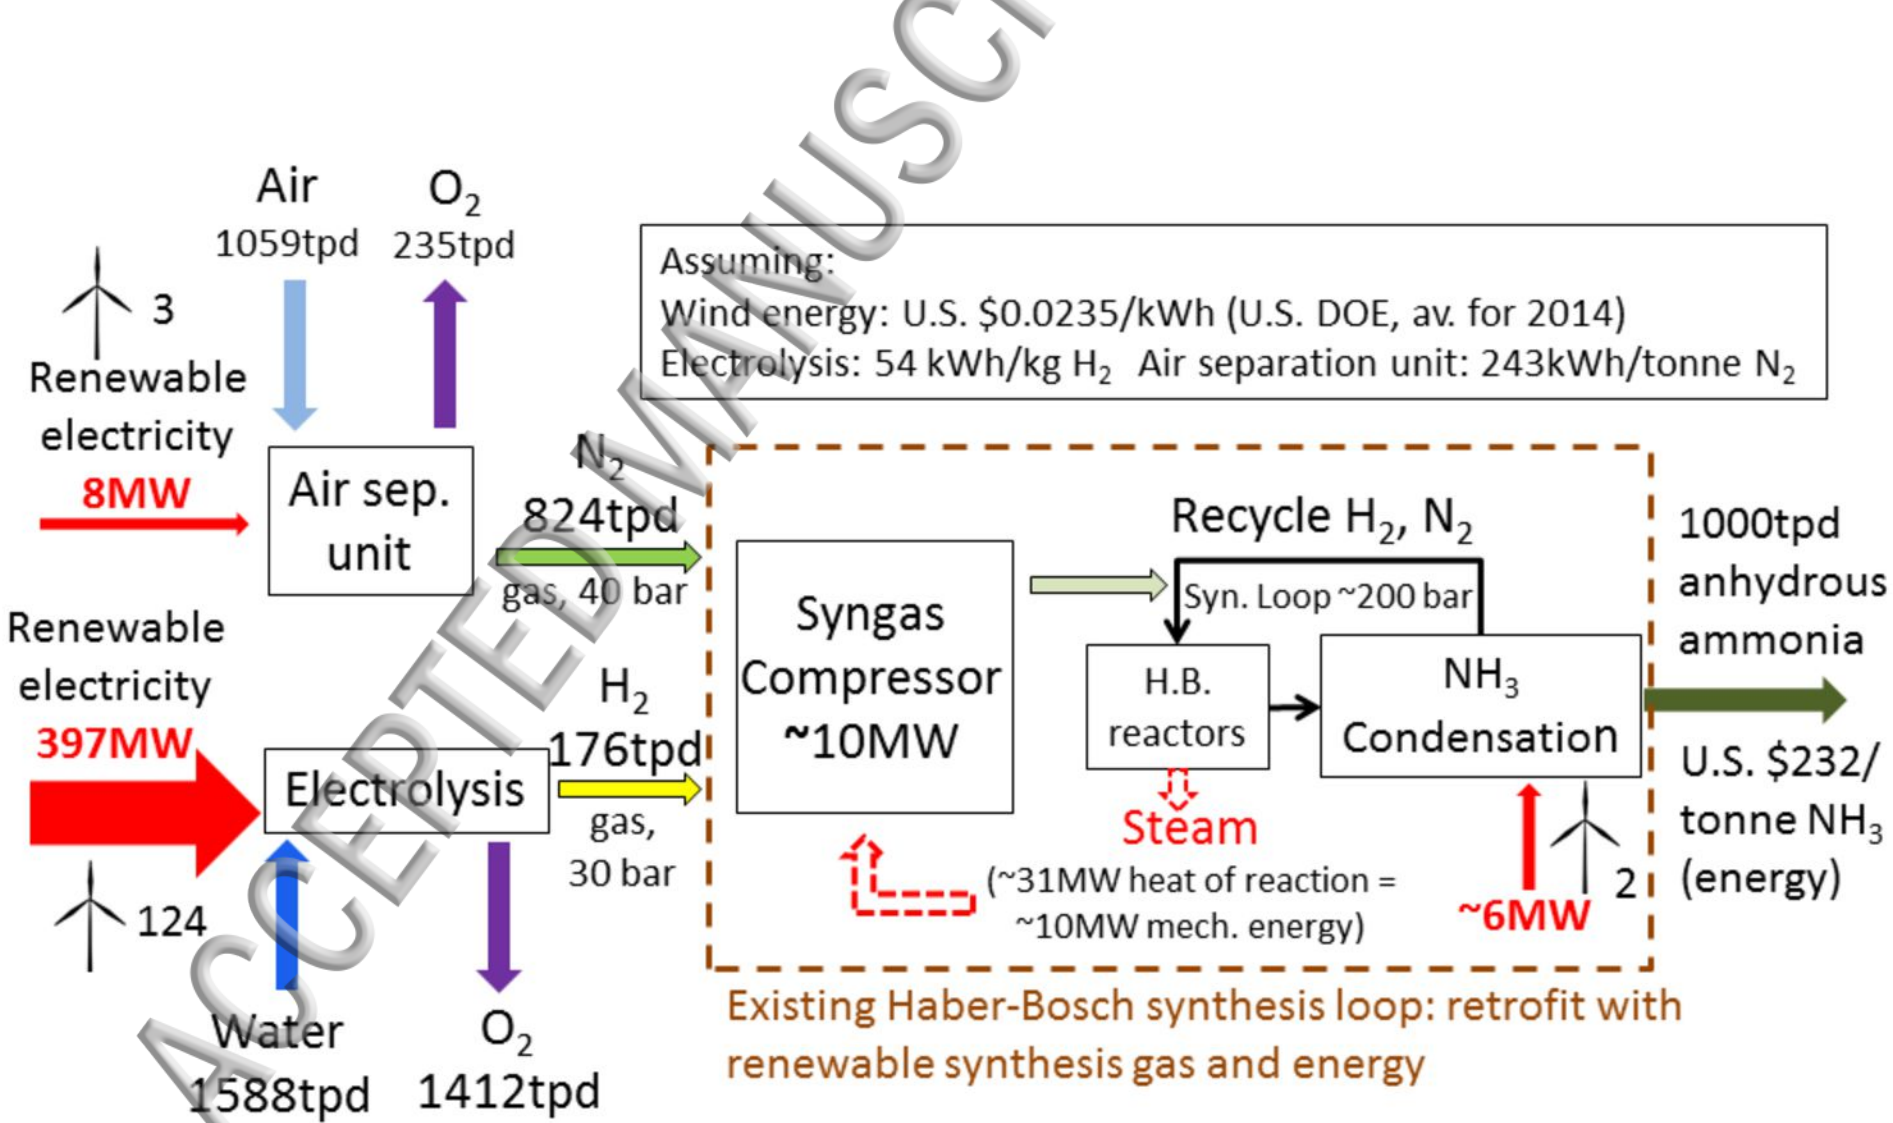 Air
1059tpd
O2
235tpd
3
Renewable
electricity
8MW
Air sep.
unit
Assuming:
Wind energy: U.S. $0.0235/kWh (U.S. DOE, av. for 2014)
Electrolysis: 54 kWh/kg H2 Air separation unit: 243kWh/tonne N2
N2
824tpd
gas, 40 bar
Renewable
electricity
397MW
124
Electrolysis
H2
176tpd
gas,
30 bar
Water
1588tpd
O2
1412tpd
Syngas
Compressor
~10MW
Recycle H2, N2
Syn. Loop ~200 bar
H.B.
reactors
NH3
Condensation
Steam
(~31MW heat of reaction =
~10MW mech. energy)
~6MW
2
1000tpd
anhydrous
ammonia
U.S. $232/
tonne NH3
(energy)
Existing Haber-Bosch synthesis loop: retrofit with
renewable synthesis gas and energy
ACCEPTED MANUSC